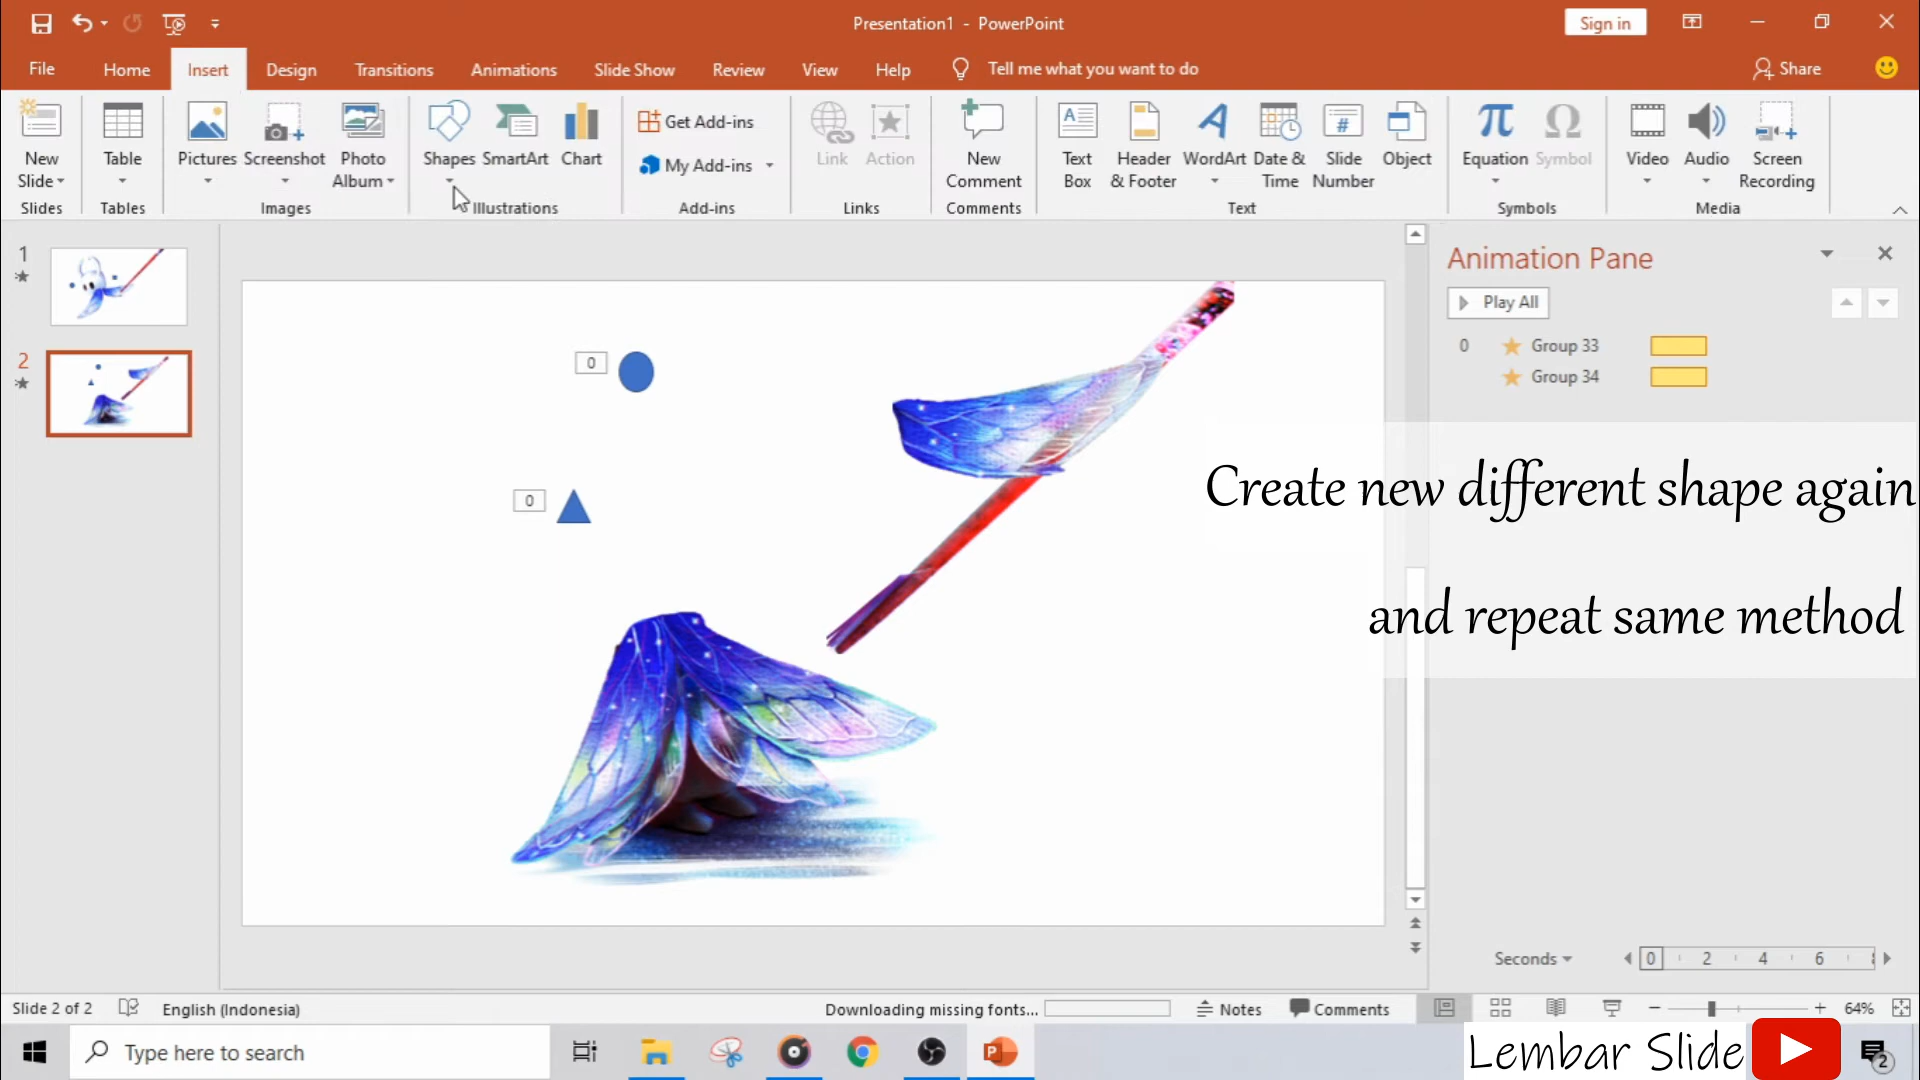 Presentation1 - PowerPoint
Sign in
File Home Insert Design Transitions Animations Slide Show Review View Help Tell me what you want to do Share
New Slide
Table
Pictures
Screenshot
Photo Album
Shapes
SmartArt
Chart
Get Add-ins
My Add-ins
Link
Action
New Comment
Text Box
Header & Footer
WordArt
Date & Time
Slide Number
Object
Equation
Symbol
Video
Audio
Screen Recording
Slides Tables Images Illustrations Add-ins Links Comments Text Symbols Media
1
2
0
0
Animation Pane
Play All
0 Group 33
Group 34
Create new different shape again
and repeat same method
Seconds 0 2 4 6
Slide 2 of 2 English (Indonesia) Downloading missing fonts... Notes Comments 64%
Type here to search
Lembar Slide
2